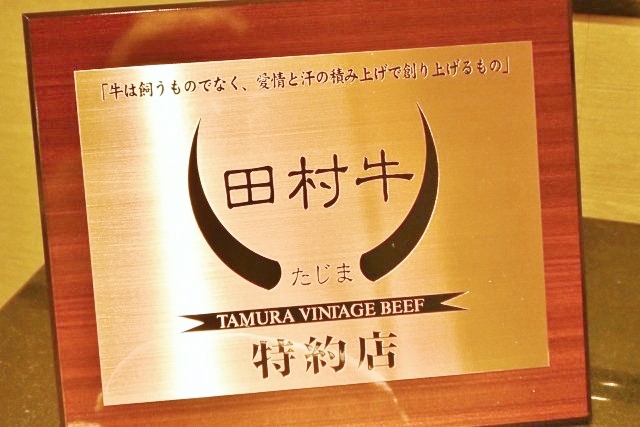 「牛は飼うものでなく、愛情と汗の積み上げで創り上げるもの」
田村牛
たじま
TAMURA VINTAGE BEEF
特約店